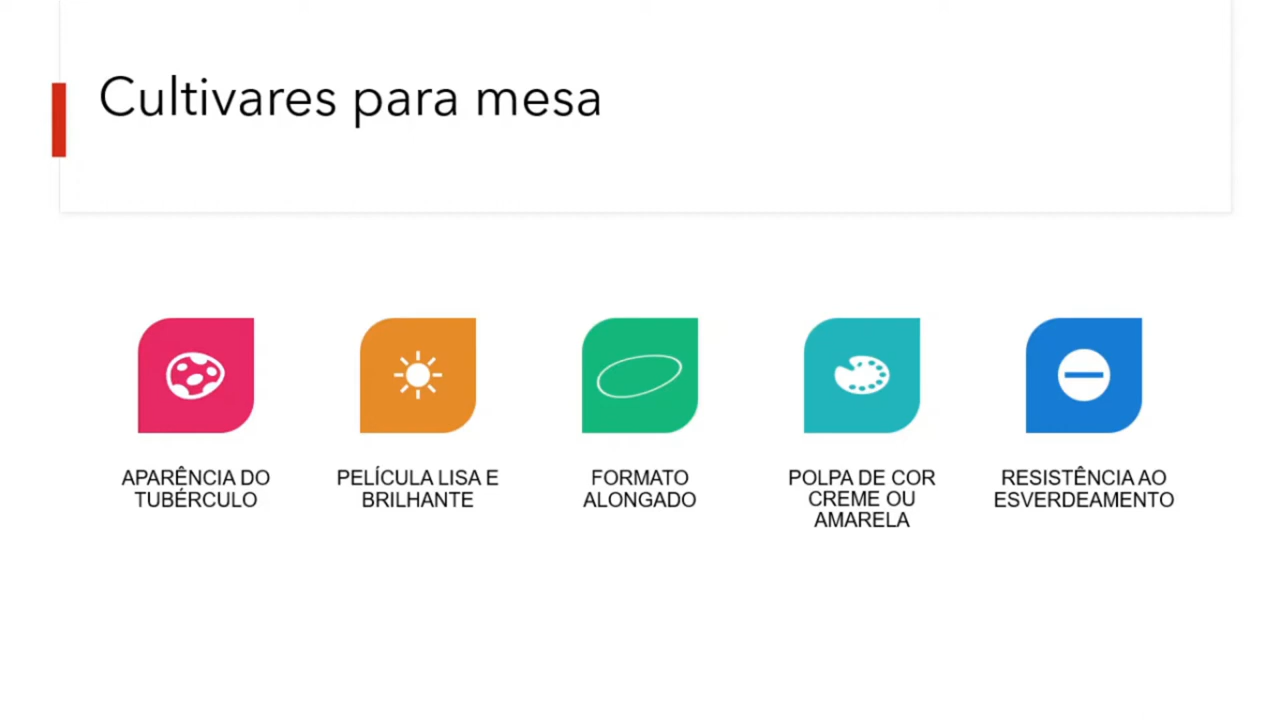 Cultivares para mesa
APARÊNCIA DO
TUBÉRCULO
PELÍCULA LISA E
BRILHANTE
FORMATO
ALONGADO
POLPA DE COR
CREME OU
AMARELA
RESISTÊNCIA AO
ESVERDEAMENTO